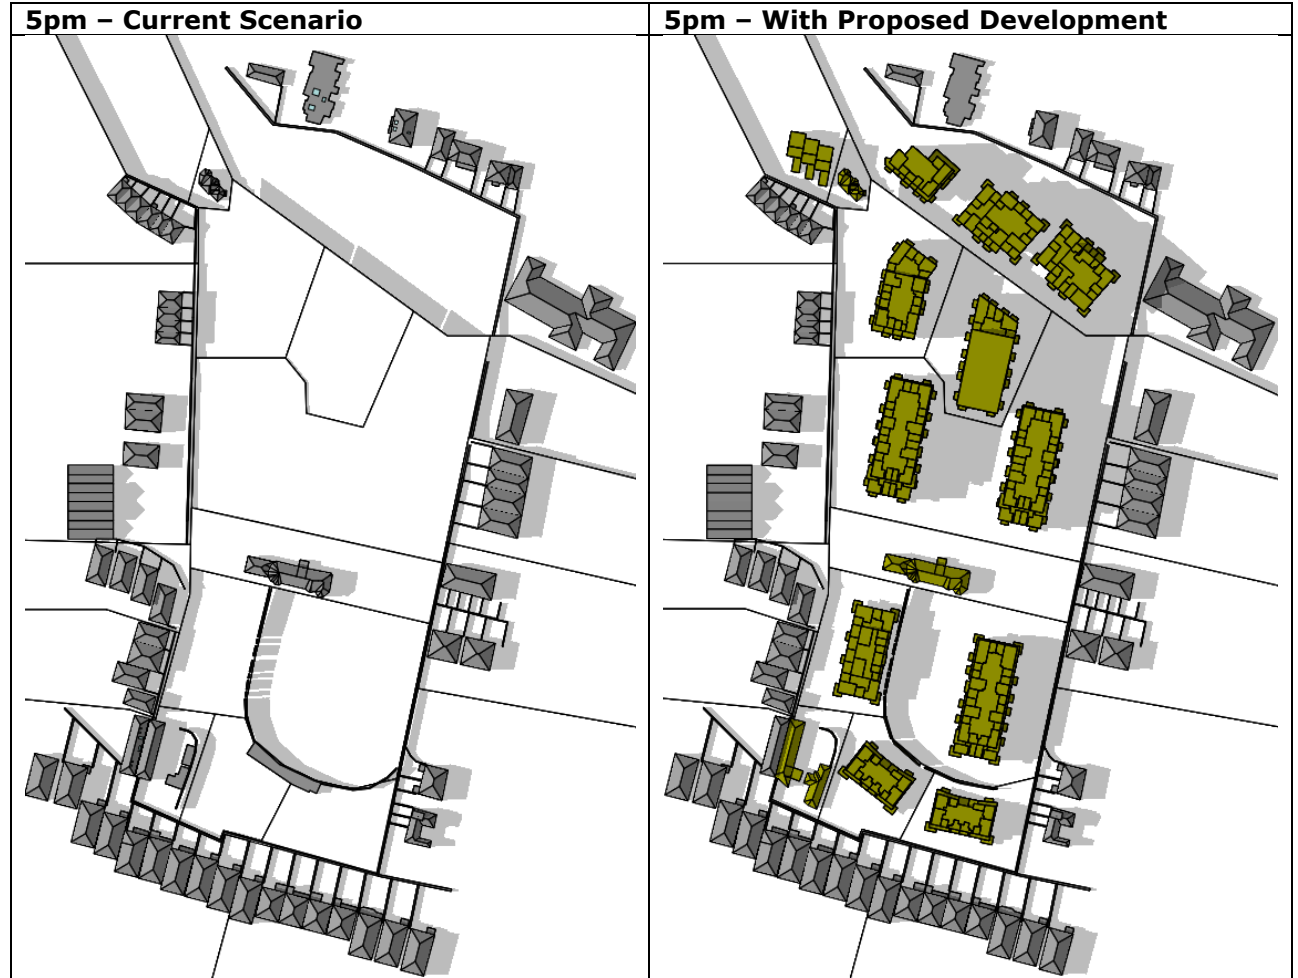 5pm – Current Scenario
5pm – With Proposed Development